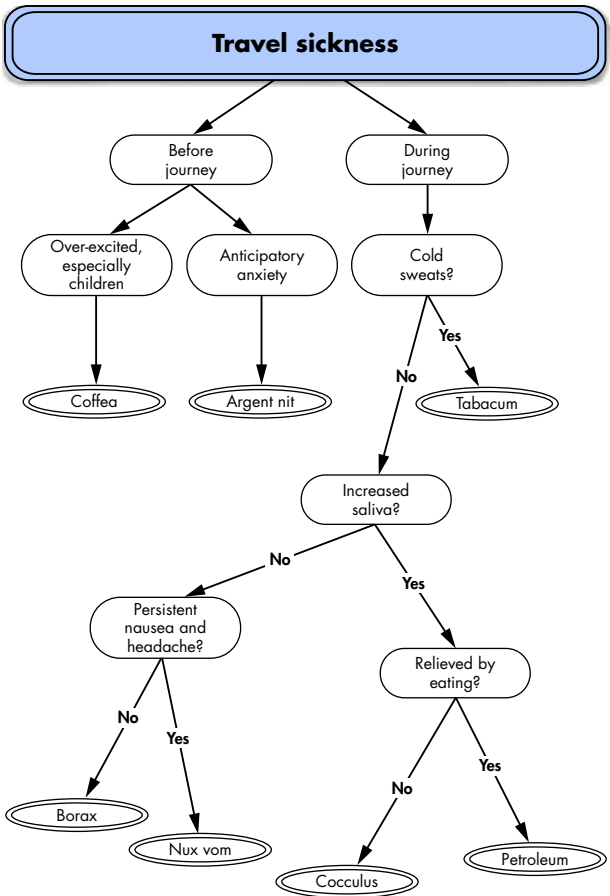 Travel sickness
Before
journey
During
journey
Over-excited,
especially
children
Anticipatory
anxiety
Cold
sweats?
Yes
No
Coffea
Argent nit
Tabacum
Increased
saliva?
No
Yes
Persistent
nausea and
headache?
Relieved by
eating?
No
Yes
Yes
No
Borax
Nux vom
Cocculus
Petroleum